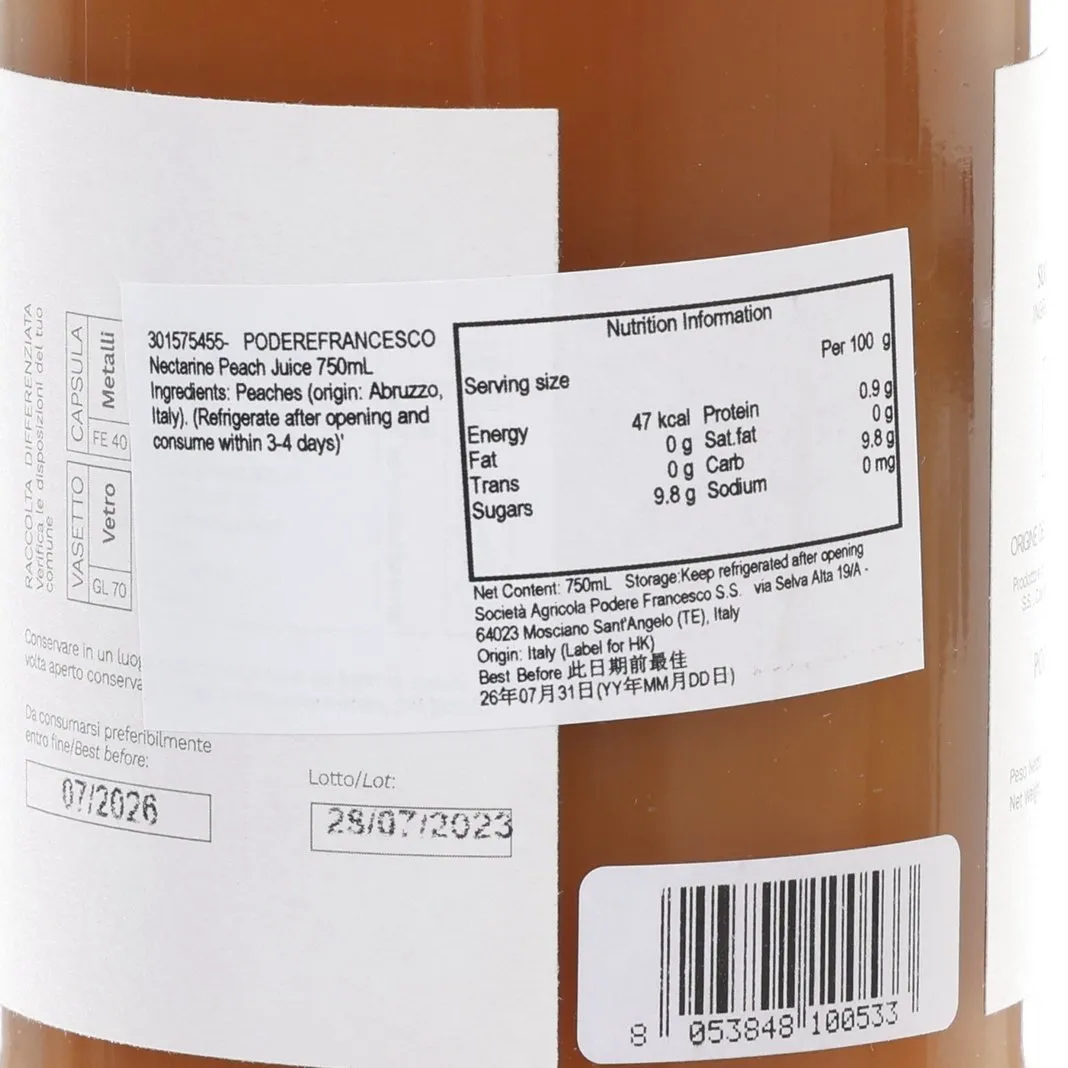 RACCOLTA DIFFERENZIATA
Verifica le disposizioni del tuo
comune
CAPSULA
Metalli
FE 40
VASETTO
Vetro
GL 70
Conservare in un
volta aperto
Da consumarsi preferibilmente
entro fine/Best before:
07/2026
Lotto/Lot:
28/07/2023
301575455- PODEREFRANCESCO
Nectarine Peach Juice 750mL
Ingredients: Peaches (origin: Abruzzo,
Italy). (Refrigerate after opening and
consume within 3-4 days)'
Nutrition Information
Per 100 g
Serving size
Energy 47 kcal Protein 0.9 g
Fat 0 g Sat.fat 0 g
Trans 0 g Carb 9.8 g
Sugars 9.8 g Sodium 0 mg
Net Content: 750mL Storage:Keep refrigerated after opening
Società Agricola Podere Francesco S.S. via Selva Alta 19/A -
64023 Mosciano Sant'Angelo (TE), Italy
Origin: Italy (Label for HK)
Best Before 此日期前最佳
26年07月31日(YY年MM月DD日)
8 053848 100533
ORIGINE
Peso
Net